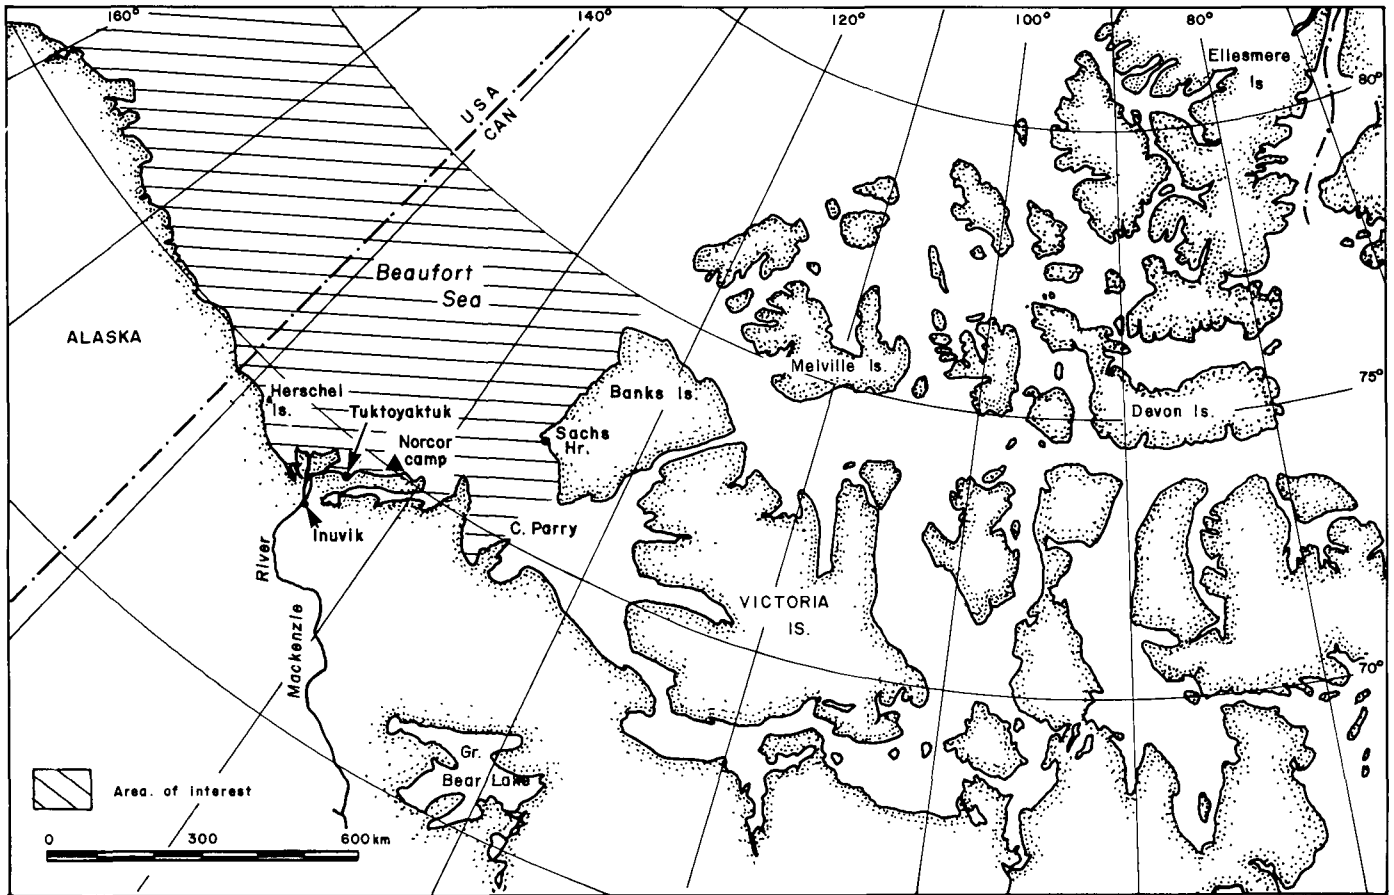 160°
140°
120°
100°
80°
Ellesmere
Is
80°
USA
CAN
Beaufort
Sea
ALASKA
Melville Is.
75°
Banks Is.
Devon Is.
Herschel
Is.
Tuktoyaktuk
Norcor
camp
Sachs
Hr.
C. Parry
Inuvik
River
Mackenzie
VICTORIA
IS.
70°
Gr.
Bear Lake
Area. of interest
0 300 600 km